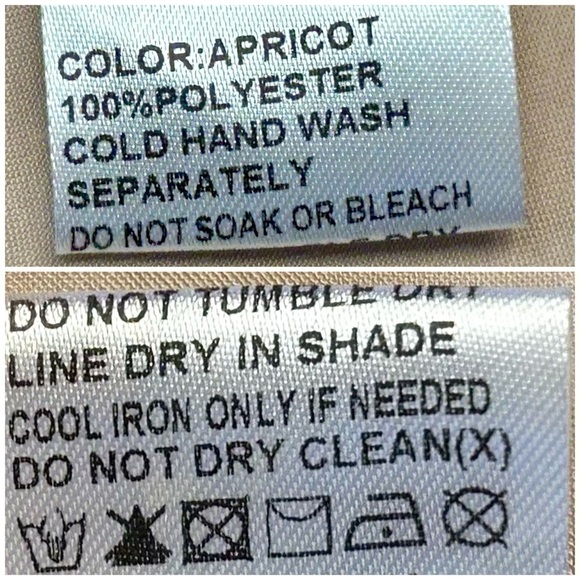 COLOR:APRICOT
100%POLYESTER
COLD HAND WASH
SEPARATELY
DO NOT SOAK OR BLEACH
DO NOT TUMBLE DRY
LINE DRY IN SHADE
COOL IRON ONLY IF NEEDED
DO NOT DRY CLEAN(X)